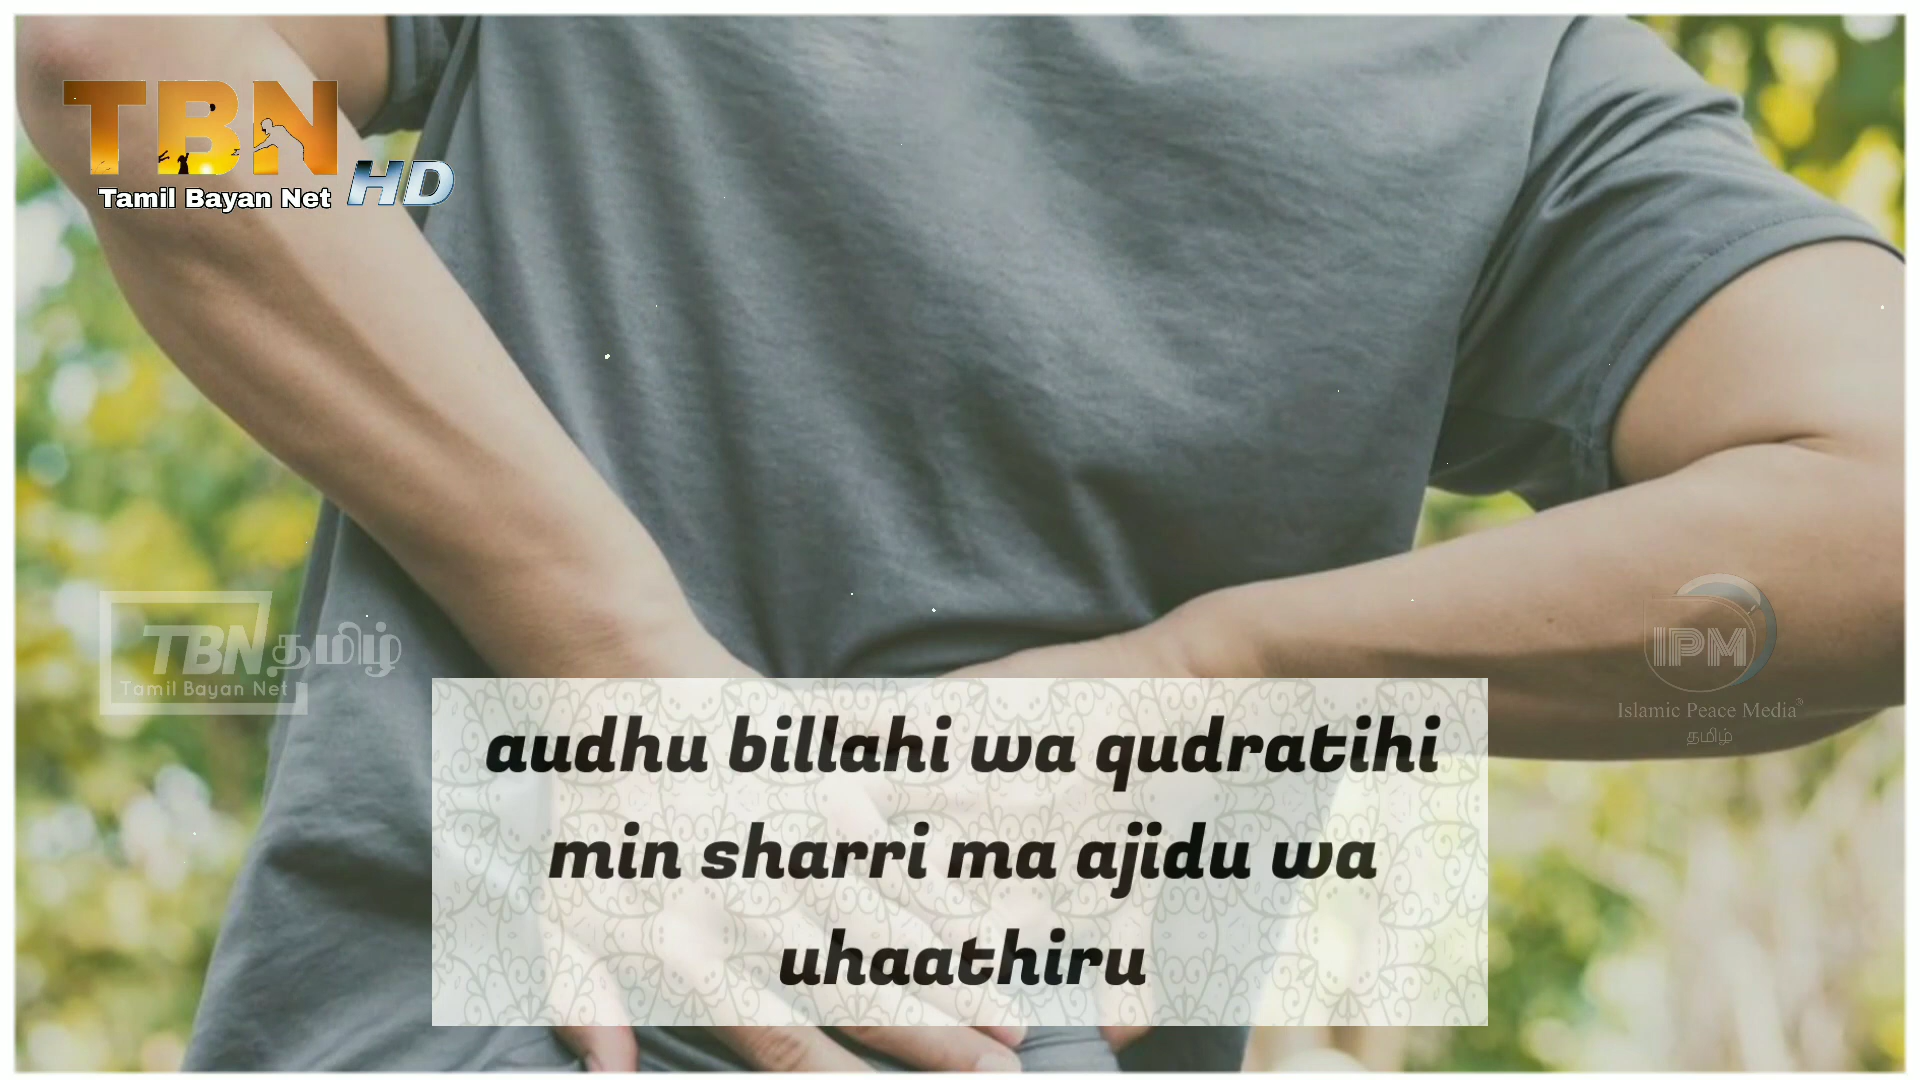 TBN
HD
Tamil Bayan Net
TBN தமிழ்
Tamil Bayan Net
IPM
Islamic Peace Media®
தமிழ்
audhu billahi wa qudratihi
min sharri ma ajidu wa
uhaathiru